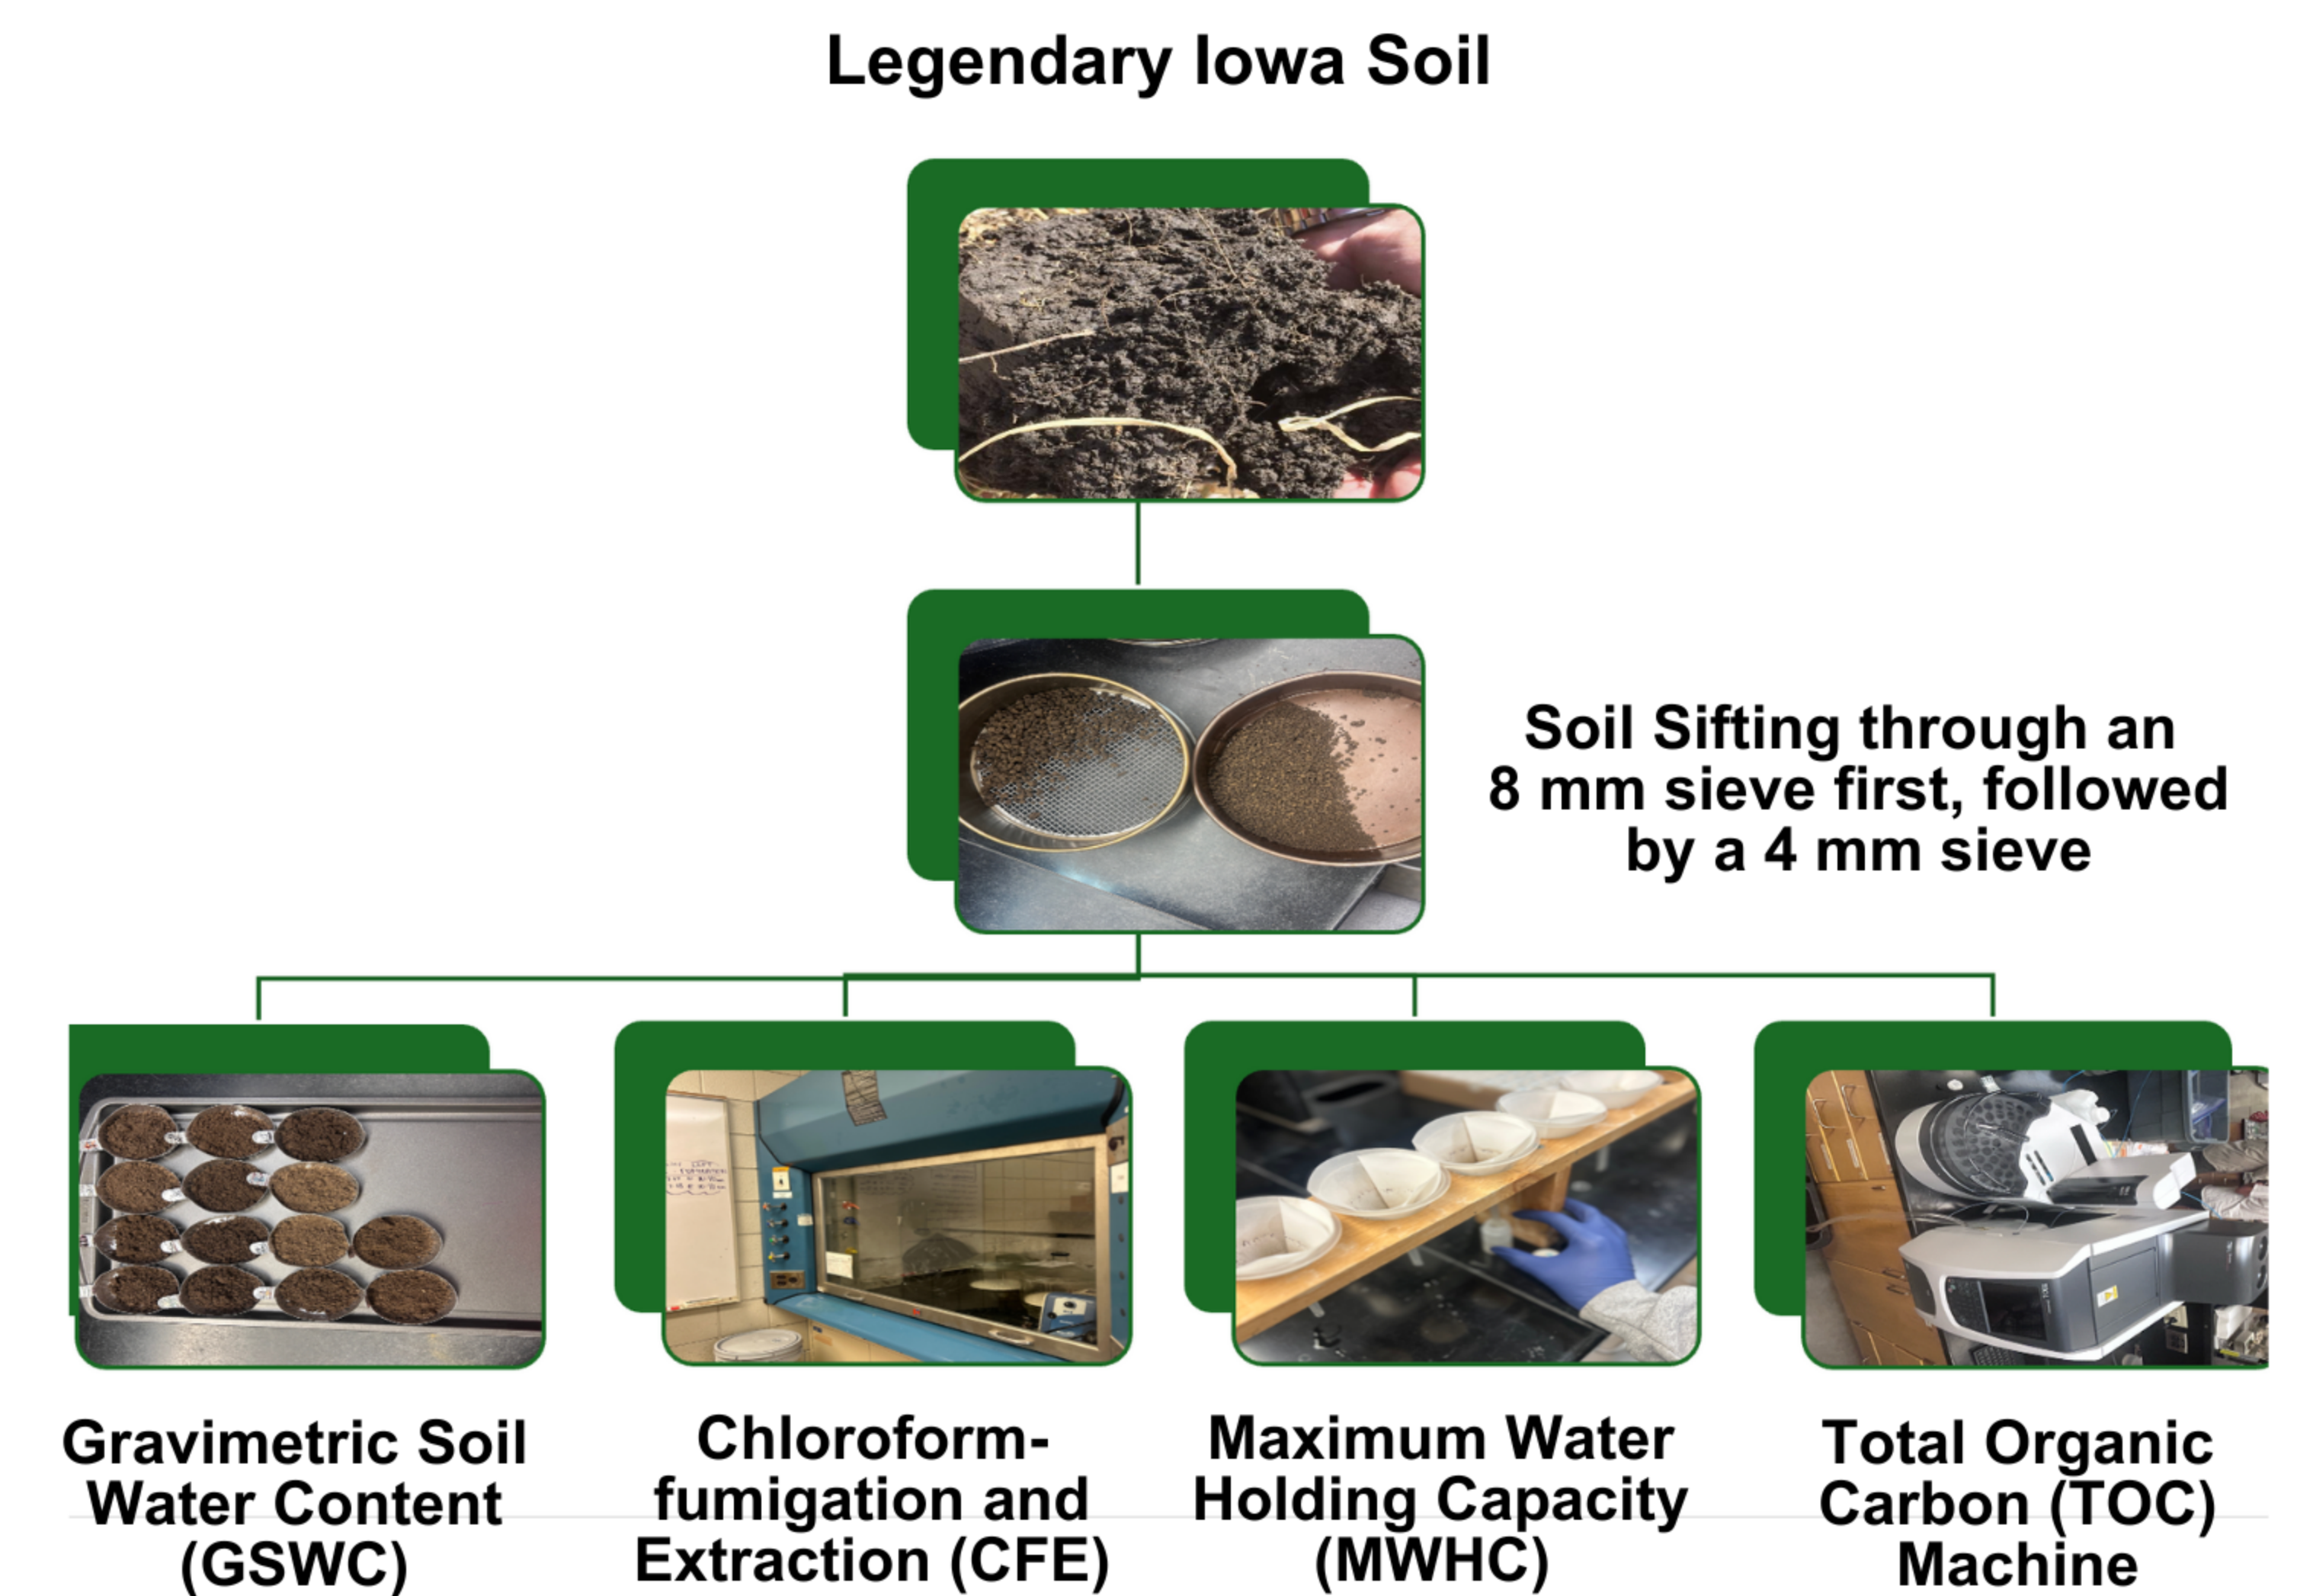 Legendary Iowa Soil
Soil Sifting through an
8 mm sieve first, followed
by a 4 mm sieve
Gravimetric Soil
Water Content
(GSWC)
Chloroform-
fumigation and
Extraction (CFE)
Maximum Water
Holding Capacity
(MWHC)
Total Organic
Carbon (TOC)
Machine